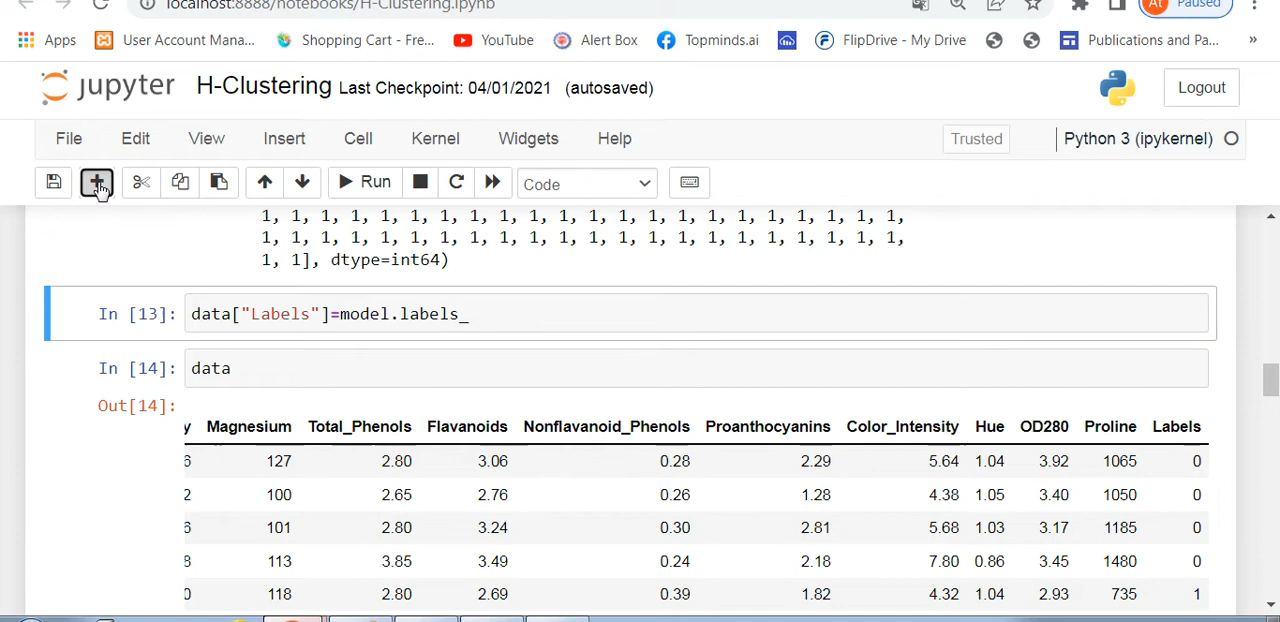 localhost:8888/notebooks/H-Clustering.ipynb
At Paused
Apps User Account Mana... Shopping Cart - Fre... YouTube Alert Box Topminds.ai FlipDrive - My Drive Publications and Pa... »
jupyter H-Clustering Last Checkpoint: 04/01/2021 (autosaved) Logout
File Edit View Insert Cell Kernel Widgets Help Trusted Python 3 (ipykernel)
Run Code
1, 1, 1, 1, 1, 1, 1, 1, 1, 1, 1, 1, 1, 1, 1, 1, 1, 1, 1, 1, 1, 1,
1, 1, 1, 1, 1, 1, 1, 1, 1, 1, 1, 1, 1, 1, 1, 1, 1, 1, 1, 1, 1, 1,
1, 1], dtype=int64)
In [13]: data["Labels"]=model.labels_
In [14]: data
Out[14]:
y Magnesium Total_Phenols Flavanoids Nonflavanoid_Phenols Proanthocyanins Color_Intensity Hue OD280 Proline Labels
6 127 2.80 3.06 0.28 2.29 5.64 1.04 3.92 1065 0
2 100 2.65 2.76 0.26 1.28 4.38 1.05 3.40 1050 0
6 101 2.80 3.24 0.30 2.81 5.68 1.03 3.17 1185 0
8 113 3.85 3.49 0.24 2.18 7.80 0.86 3.45 1480 0
0 118 2.80 2.69 0.39 1.82 4.32 1.04 2.93 735 1